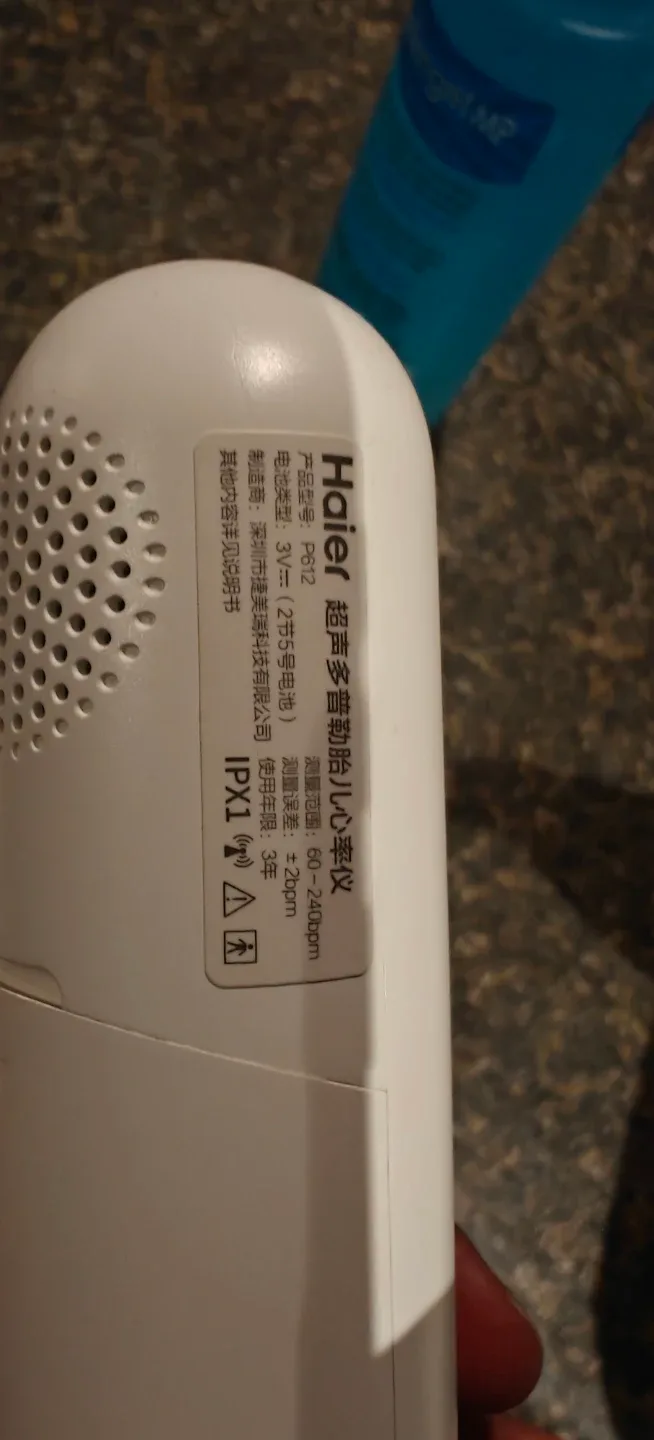 Haier 超声多普勒胎儿心率仪
产品型号: P612
测量范围: 60-240bpm
电池类型: 3V⎓(2节5号电池)
测量误差: ±2bpm
制造商: 深圳市捷美瑞科技有限公司
使用年限: 3年
其他内容详见说明书
IPX1